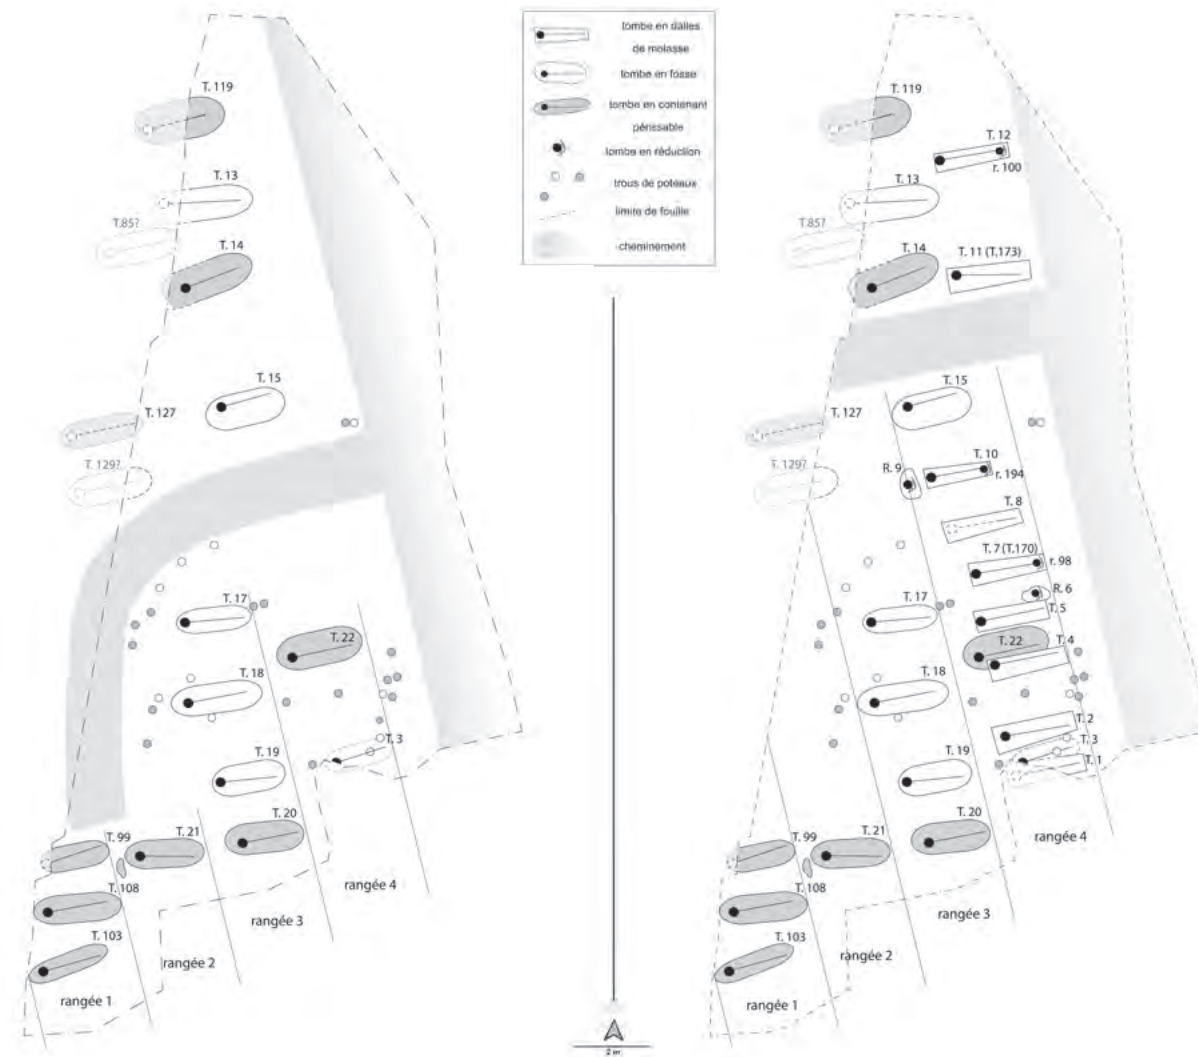 T. 119
T. 13
T.85?
T. 14
T. 15
T. 127
T. 129?
T. 17
T. 22
T. 18
T. 3
T. 19
T. 20
T. 99
T. 21
T. 108
T. 103
rangée 4
rangée 3
rangée 2
rangée 1
tombe en dalles
de molasse
tombe en fosse
tombe en contenant
périssable
tombe en réduction
trous de poteaux
limite de fouille
cheminement
2 m
T. 119
T. 12
r. 100
T. 13
T.85?
T. 14
T. 11 (T.173)
T. 15
T. 127
T. 10
R. 9
r. 194
T. 129?
T. 8
T. 7 (T.170)
r. 98
R. 6
T. 17
T. 5
T. 22
T. 4
T. 18
T. 2
T. 3
T. 19
T. 1
T. 20
T. 99
T. 21
T. 108
T. 103
rangée 4
rangée 3
rangée 2
rangée 1